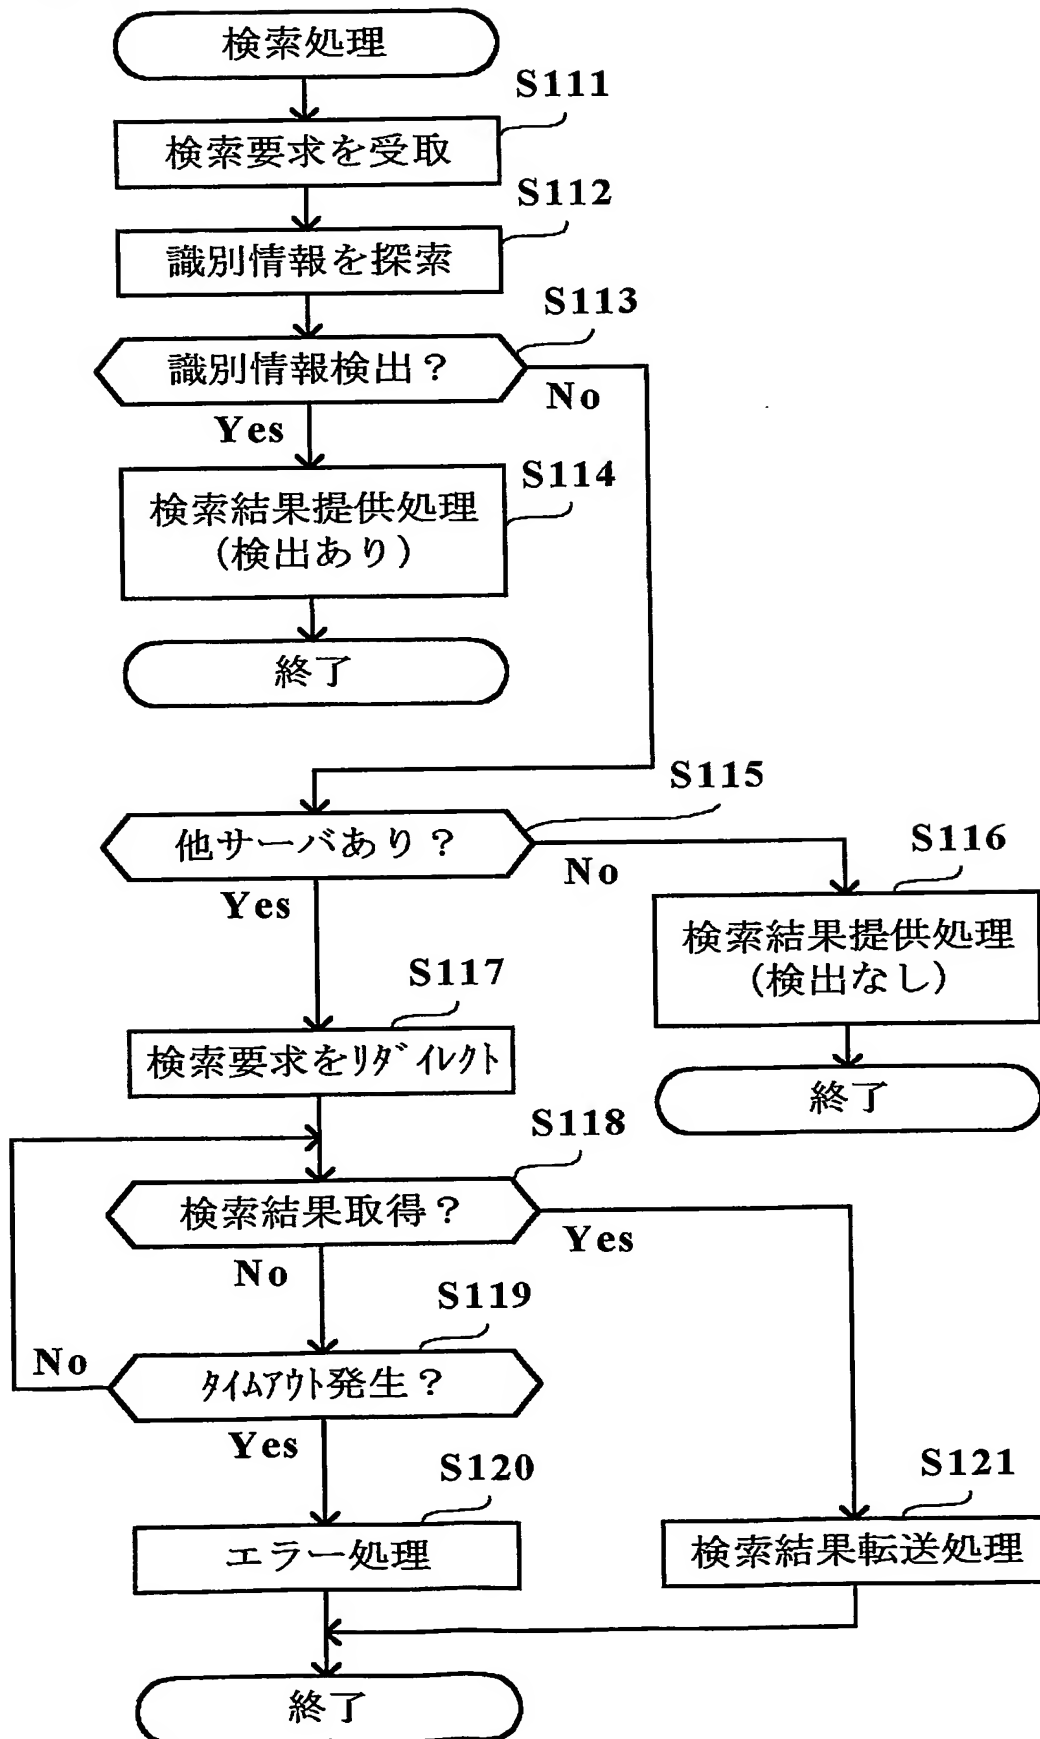 検索処理
S111
検索要求を受取
S112
識別情報を探索
S113
識別情報検出？
No
Yes
S114
検索結果提供処理
(検出あり)
終了
S115
他サーバあり？
No
Yes
S116
検索結果提供処理
(検出なし)
終了
S117
検索要求をﾘﾀﾞｲﾚｸﾄ
S118
検索結果取得？
Yes
No
S119
No
ﾀｲﾑｱｳﾄ発生？
Yes
S120
エラー処理
S121
検索結果転送処理
終了